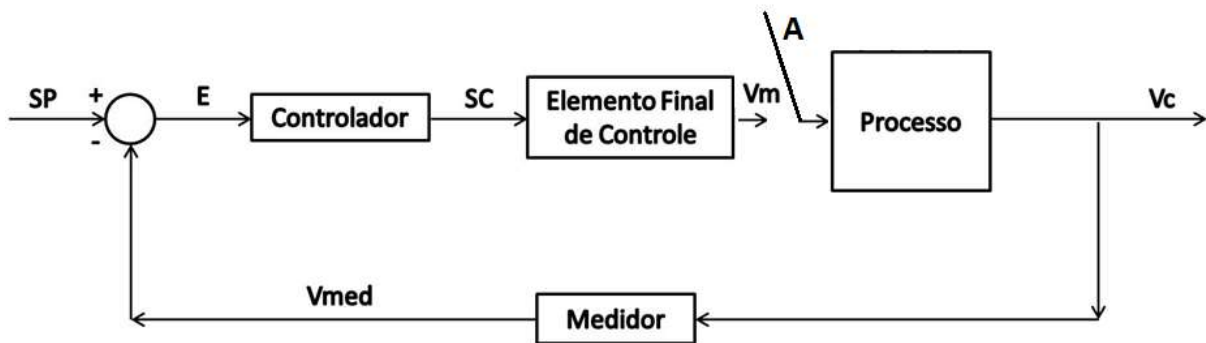 A
SP
+
E
Controlador
SC
Elemento Final
de Controle
Vm
Processo
Vc
-
Vmed
Medidor